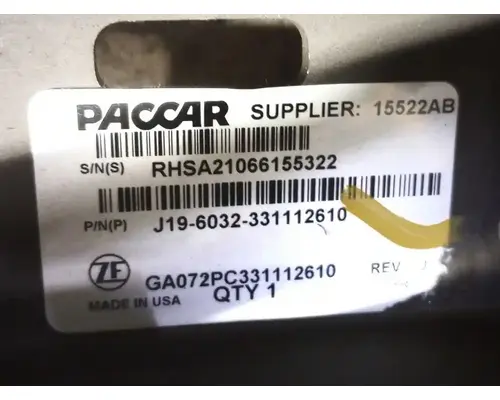 PACCAR SUPPLIER: 15522AB
S/N(S) RHSA21066155322
P/N(P) J19-6032-331112610
ZF GA072PC331112610 REV
MADE IN USA QTY 1